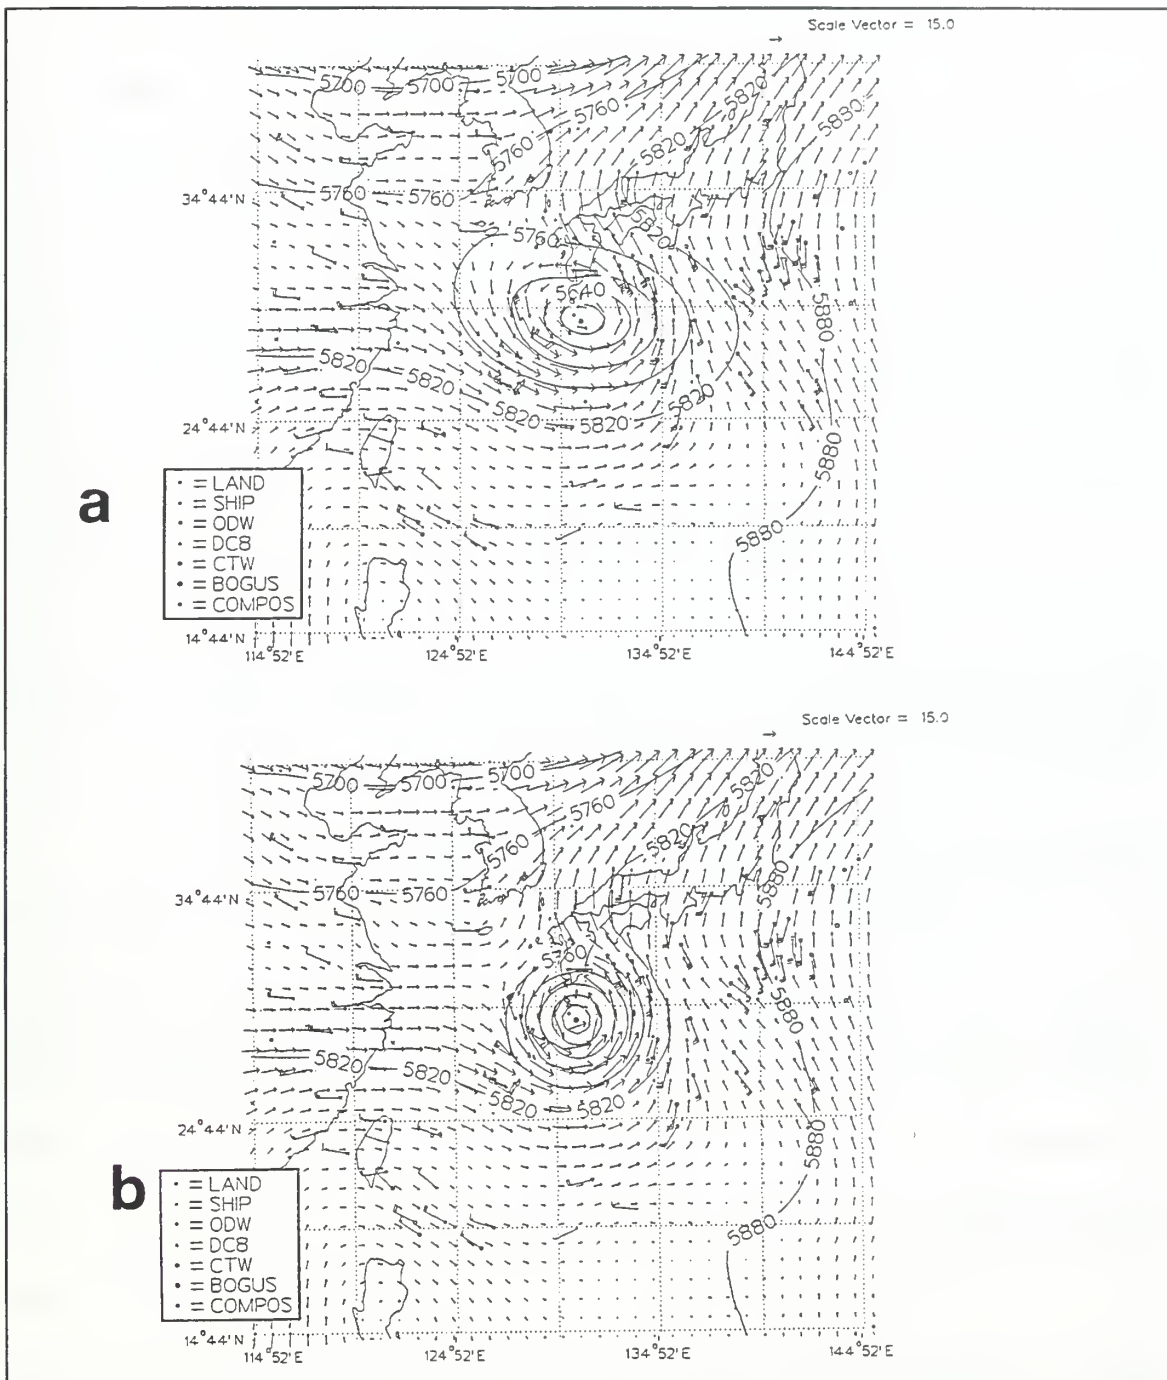 Scale Vector = 15.0
5700 5700 5700
5760
5820
5880
5760
5820
34°44'N
5760 5760
5820
5760
5640
5880
5820
5820
5820 5820 5820
24°44'N
5880
a
· = LAND
· = SHIP
· = ODW
· = DC8
· = CTW
· = BOGUS
· = COMPOS
5880
14°44'N
114°52'E 124°52'E 134°52'E 144°52'E
Scale Vector = 15.0
5700 5700 5700
5820
5760
5820
5760
5880
34°44'N
5760 5760
5760
5880
5820 5820
5820 5820
24°44'N
5880
b
· = LAND
· = SHIP
· = ODW
· = DC8
· = CTW
· = BOGUS
· = COMPOS
5880
14°44'N
114°52'E 124°52'E 134°52'E 144°52'E